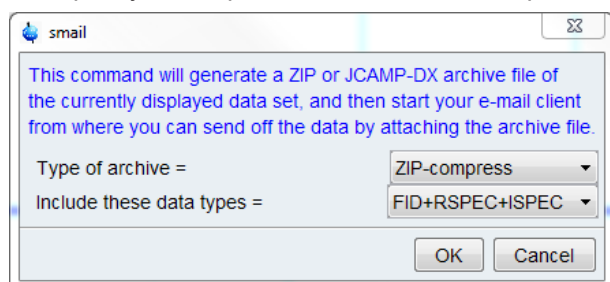 smail
This command will generate a ZIP or JCAMP-DX archive file of
the currently displayed data set, and then start your e-mail client
from where you can send off the data by attaching the archive file.
Type of archive = ZIP-compress
Include these data types = FID+RSPEC+ISPEC
OK Cancel